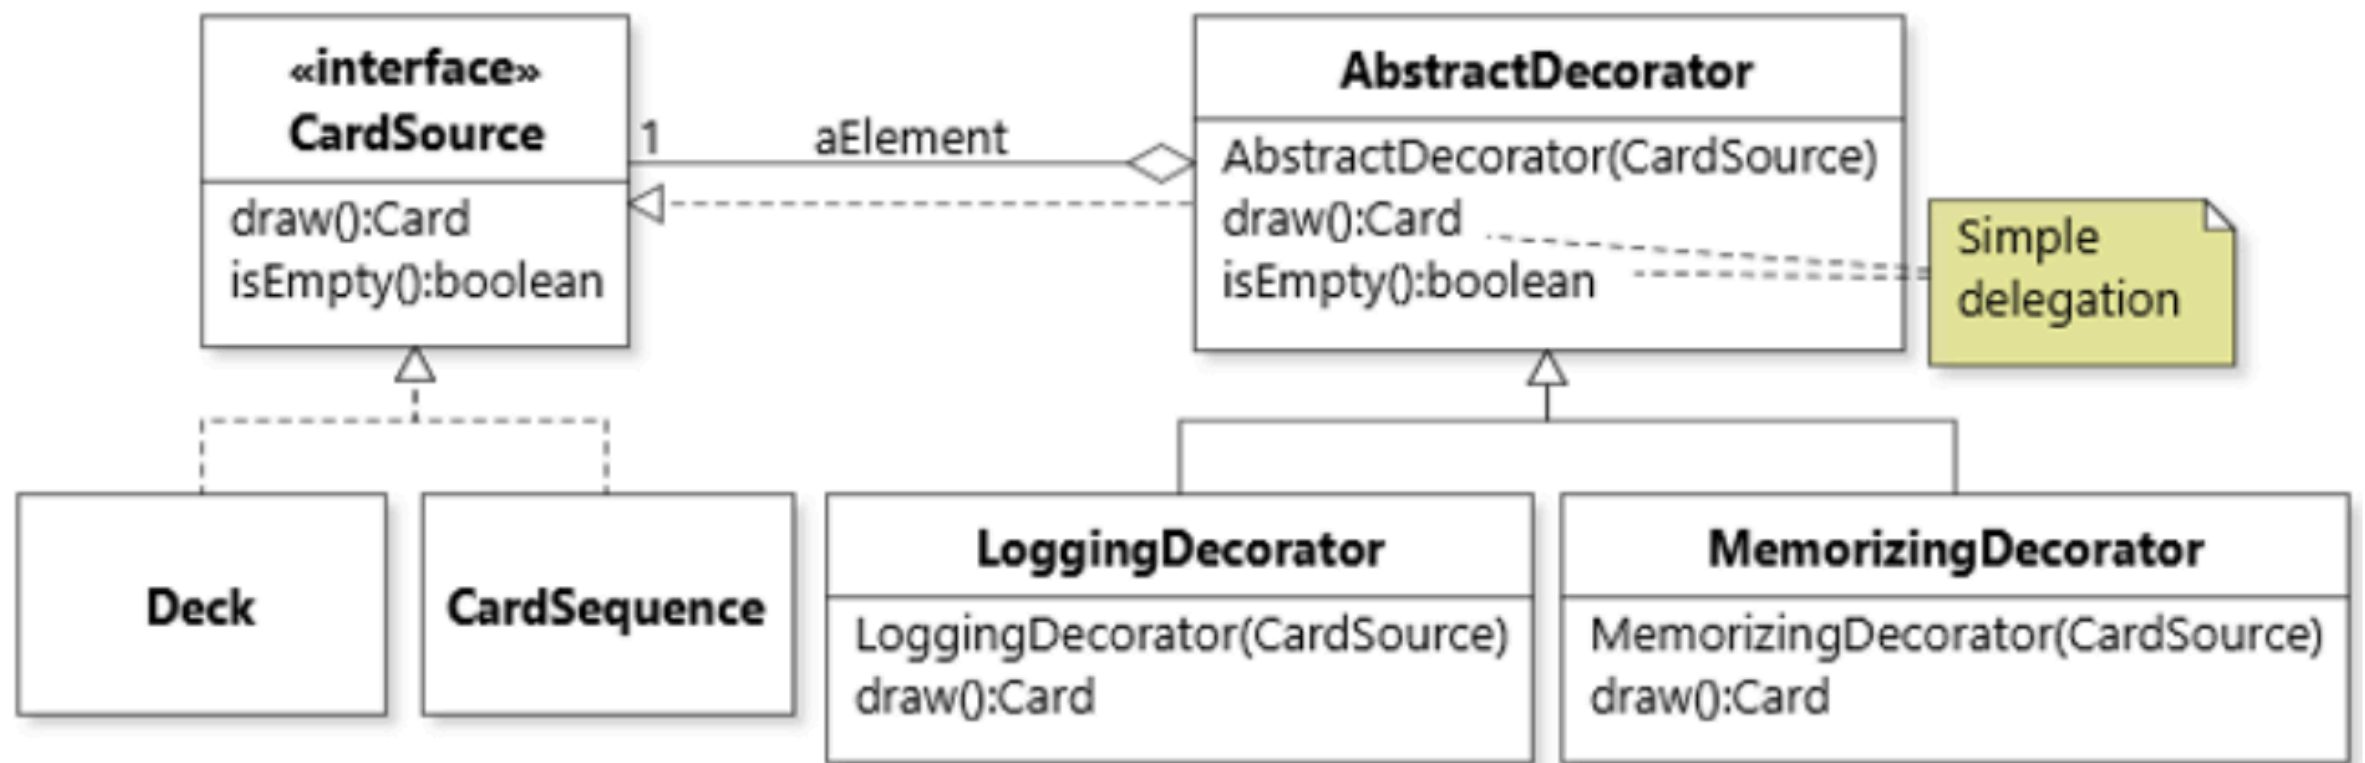 «interface»
CardSource
draw():Card
isEmpty():boolean
1
aElement
AbstractDecorator
AbstractDecorator(CardSource)
draw():Card
isEmpty():boolean
Simple
delegation
Deck
CardSequence
LoggingDecorator
LoggingDecorator(CardSource)
draw():Card
MemorizingDecorator
MemorizingDecorator(CardSource)
draw():Card